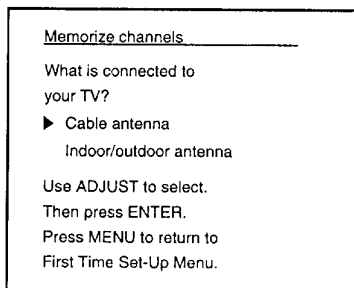 Memorize channels
What is connected to
your TV?
▶ Cable antenna
Indoor/outdoor antenna
Use ADJUST to select.
Then press ENTER.
Press MENU to return to
First Time Set-Up Menu.